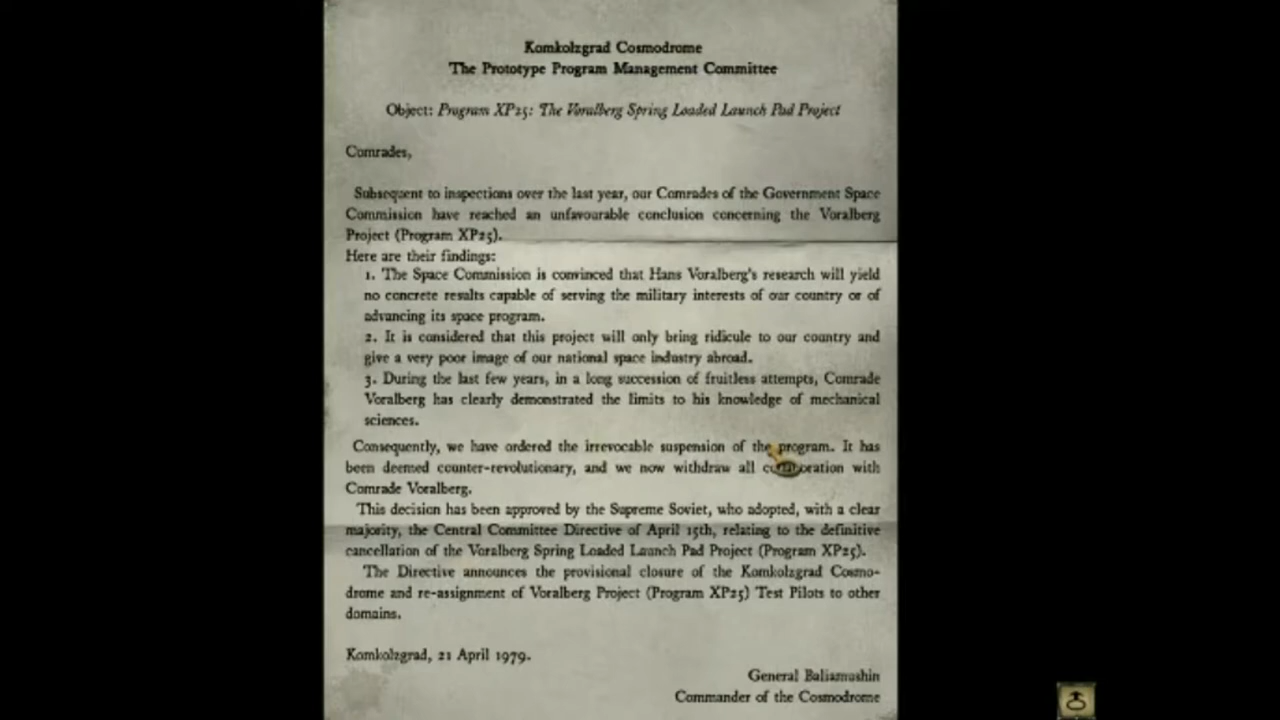 Komkolzgrad Cosmodrome
The Prototype Program Management Committee
Object: Program XP25: The Voralberg Spring Loaded Launch Pad Project
Comrades,
Subsequent to inspections over the last year, our Comrades of the Government Space
Commission have reached an unfavourable conclusion concerning the Voralberg
Project (Program XP25).
Here are their findings:
1. The Space Commission is convinced that Hans Voralberg's research will yield
no concrete results capable of serving the military interests of our country or of
advancing its space program.
2. It is considered that this project will only bring ridicule to our country and
give a very poor image of our national space industry abroad.
3. During the last few years, in a long succession of fruitless attempts, Comrade
Voralberg has clearly demonstrated the limits to his knowledge of mechanical
sciences.
Consequently, we have ordered the irrevocable suspension of the program. It has
been deemed counter-revolutionary, and we now withdraw all with
Comrade Voralberg.
This decision has been approved by the Supreme Soviet, who adopted, with a clear
majority, the Central Committee Directive of April 15th, relating to the definitive
cancellation of the Voralberg Spring Loaded Launch Pad Project (Program XP25).
The Directive announces the provisional closure of the Komkolzgrad Cosmo-
drome and re-assignment of Voralberg Project (Program XP25) Test Pilots to other
domains.
Komkolzgrad, 21 April 1979.
General Baliamushin
Commander of the Cosmodrome